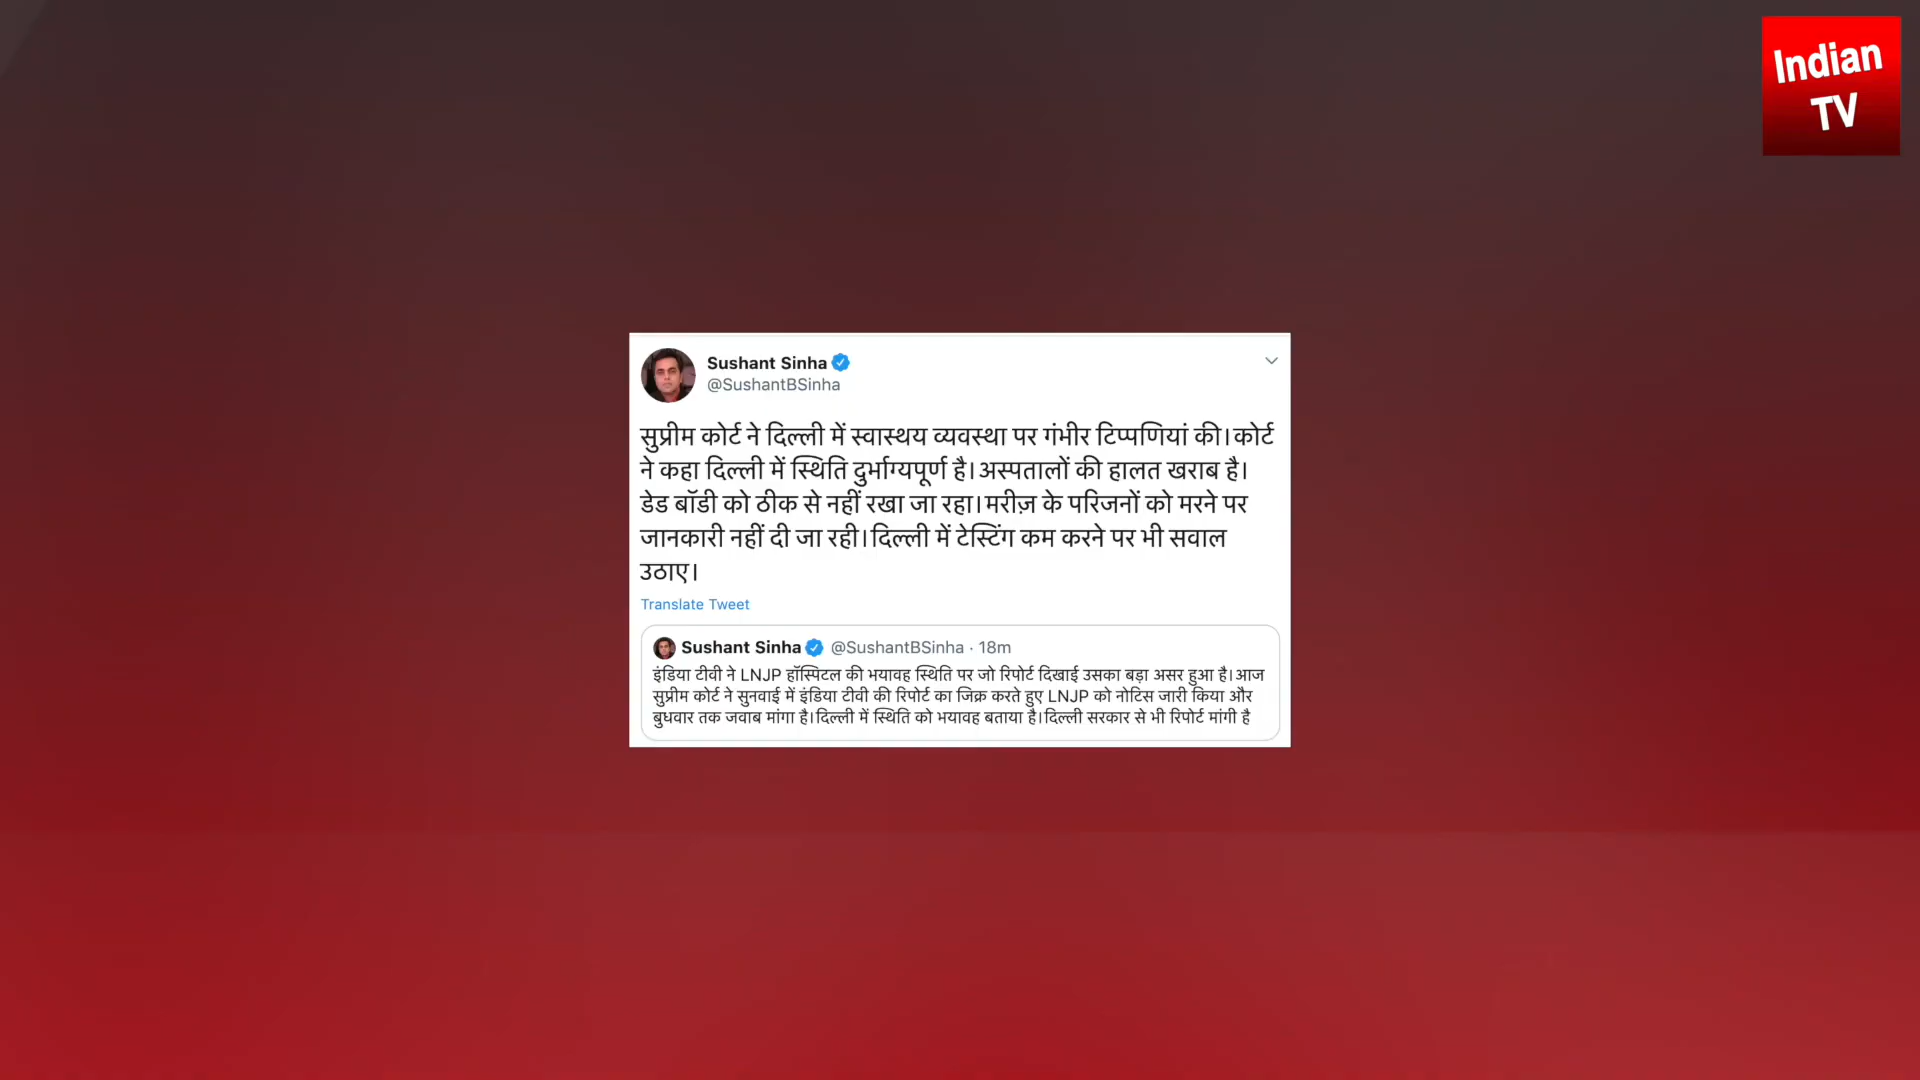 Indian
TV
Sushant Sinha
@SushantBSinha
सुप्रीम कोर्ट ने दिल्ली में स्वास्थय व्यवस्था पर गंभीर टिप्पणियां की।कोर्ट
ने कहा दिल्ली में स्थिति दुर्भाग्यपूर्ण है।अस्पतालों की हालत खराब है।
डेड बॉडी को ठीक से नहीं रखा जा रहा।मरीज़ के परिजनों को मरने पर
जानकारी नहीं दी जा रही।दिल्ली में टेस्टिंग कम करने पर भी सवाल
उठाए।
Translate Tweet
Sushant Sinha @SushantBSinha · 18m
इंडिया टीवी ने LNJP हॉस्पिटल की भयावह स्थिति पर जो रिपोर्ट दिखाई उसका बड़ा असर हुआ है।आज
सुप्रीम कोर्ट ने सुनवाई में इंडिया टीवी की रिपोर्ट का जिक्र करते हुए LNJP को नोटिस जारी किया और
बुधवार तक जवाब मांगा है।दिल्ली में स्थिति को भयावह बताया है।दिल्ली सरकार से भी रिपोर्ट मांगी है